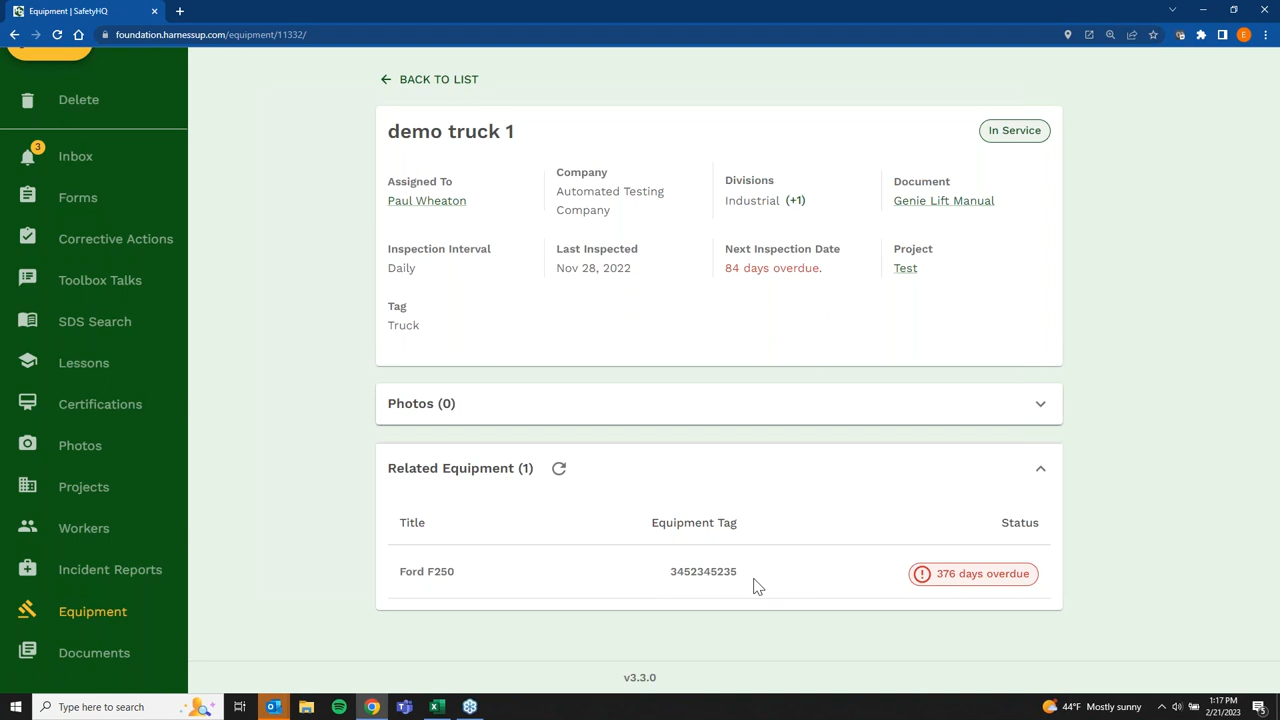 Equipment | SafetyHQ
foundation.harnessup.com/equipment/11332/
E
Delete
3
Inbox
Forms
Corrective Actions
Toolbox Talks
SDS Search
Lessons
Certifications
Photos
Projects
Workers
Incident Reports
Equipment
Documents
BACK TO LIST
demo truck 1
In Service
Assigned To
Paul Wheaton
Company
Automated Testing
Company
Divisions
Industrial (+1)
Document
Genie Lift Manual
Inspection Interval
Daily
Last Inspected
Nov 28, 2022
Next Inspection Date
84 days overdue.
Project
Test
Tag
Truck
Photos (0)
Related Equipment (1)
Title Equipment Tag Status
Ford F250 3452345235 376 days overdue
v3.3.0
Type here to search
44°F Mostly sunny
1:17 PM
2/21/2023